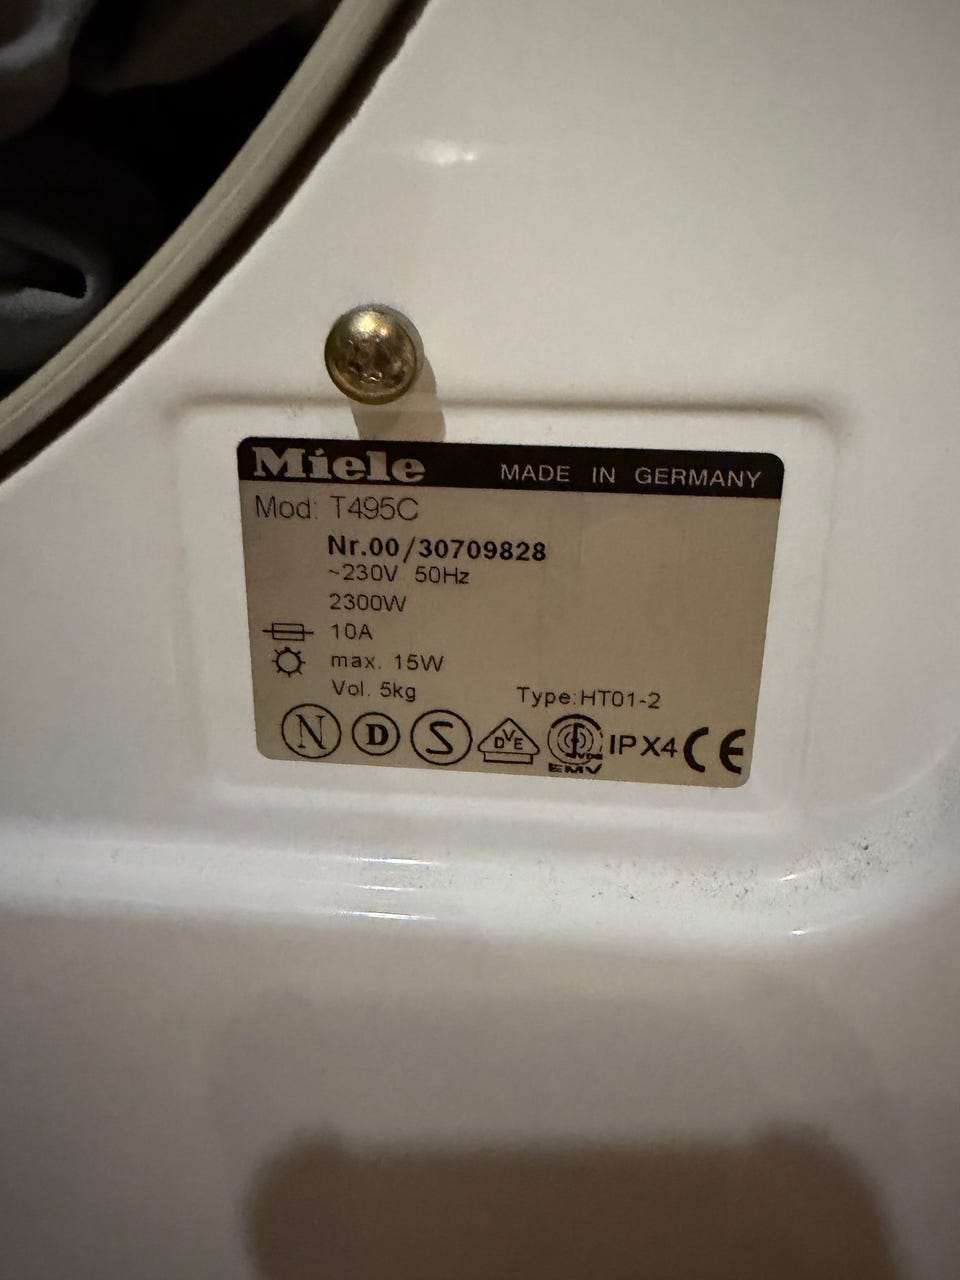 Miele MADE IN GERMANY
Mod: T495C
Nr.00/30709828
~230V 50Hz
2300W
10A
max. 15W
Vol. 5kg Type:HT01-2
N D S DVE EMV IPX4 CE